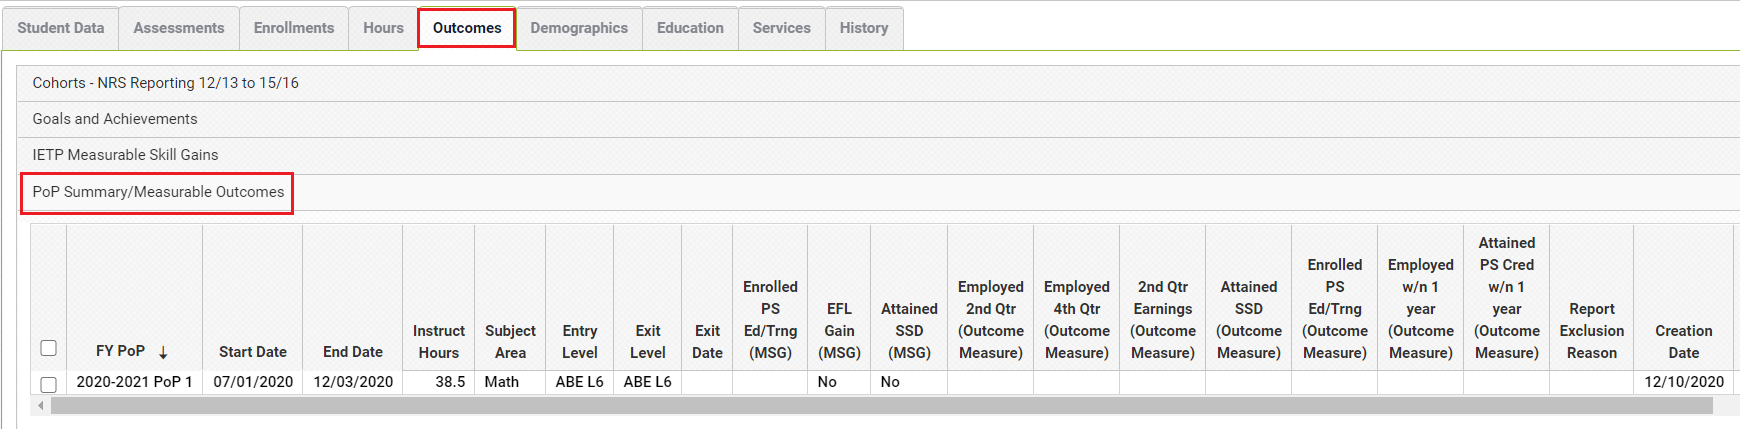 Student Data Assessments Enrollments Hours Outcomes Demographics Education Services History
Cohorts - NRS Reporting 12/13 to 15/16
Goals and Achievements
IETP Measurable Skill Gains
PoP Summary/Measurable Outcomes
FY PoP ↓
Start Date
End Date
Instruct
Hours
Subject
Area
Entry
Level
Exit
Level
Exit
Date
Enrolled
PS
Ed/Trng
(MSG)
EFL
Gain
(MSG)
Attained
SSD
(MSG)
Employed
2nd Qtr
(Outcome
Measure)
Employed
4th Qtr
(Outcome
Measure)
2nd Qtr
Earnings
(Outcome
Measure)
Attained
SSD
(Outcome
Measure)
Enrolled
PS
Ed/Trng
(Outcome
Measure)
Employed
w/n 1
year
(Outcome
Measure)
Attained
PS Cred
w/n 1
year
(Outcome
Measure)
Report
Exclusion
Reason
Creation
Date
2020-2021 PoP 1 07/01/2020 12/03/2020 38.5 Math ABE L6 ABE L6 No No 12/10/2020